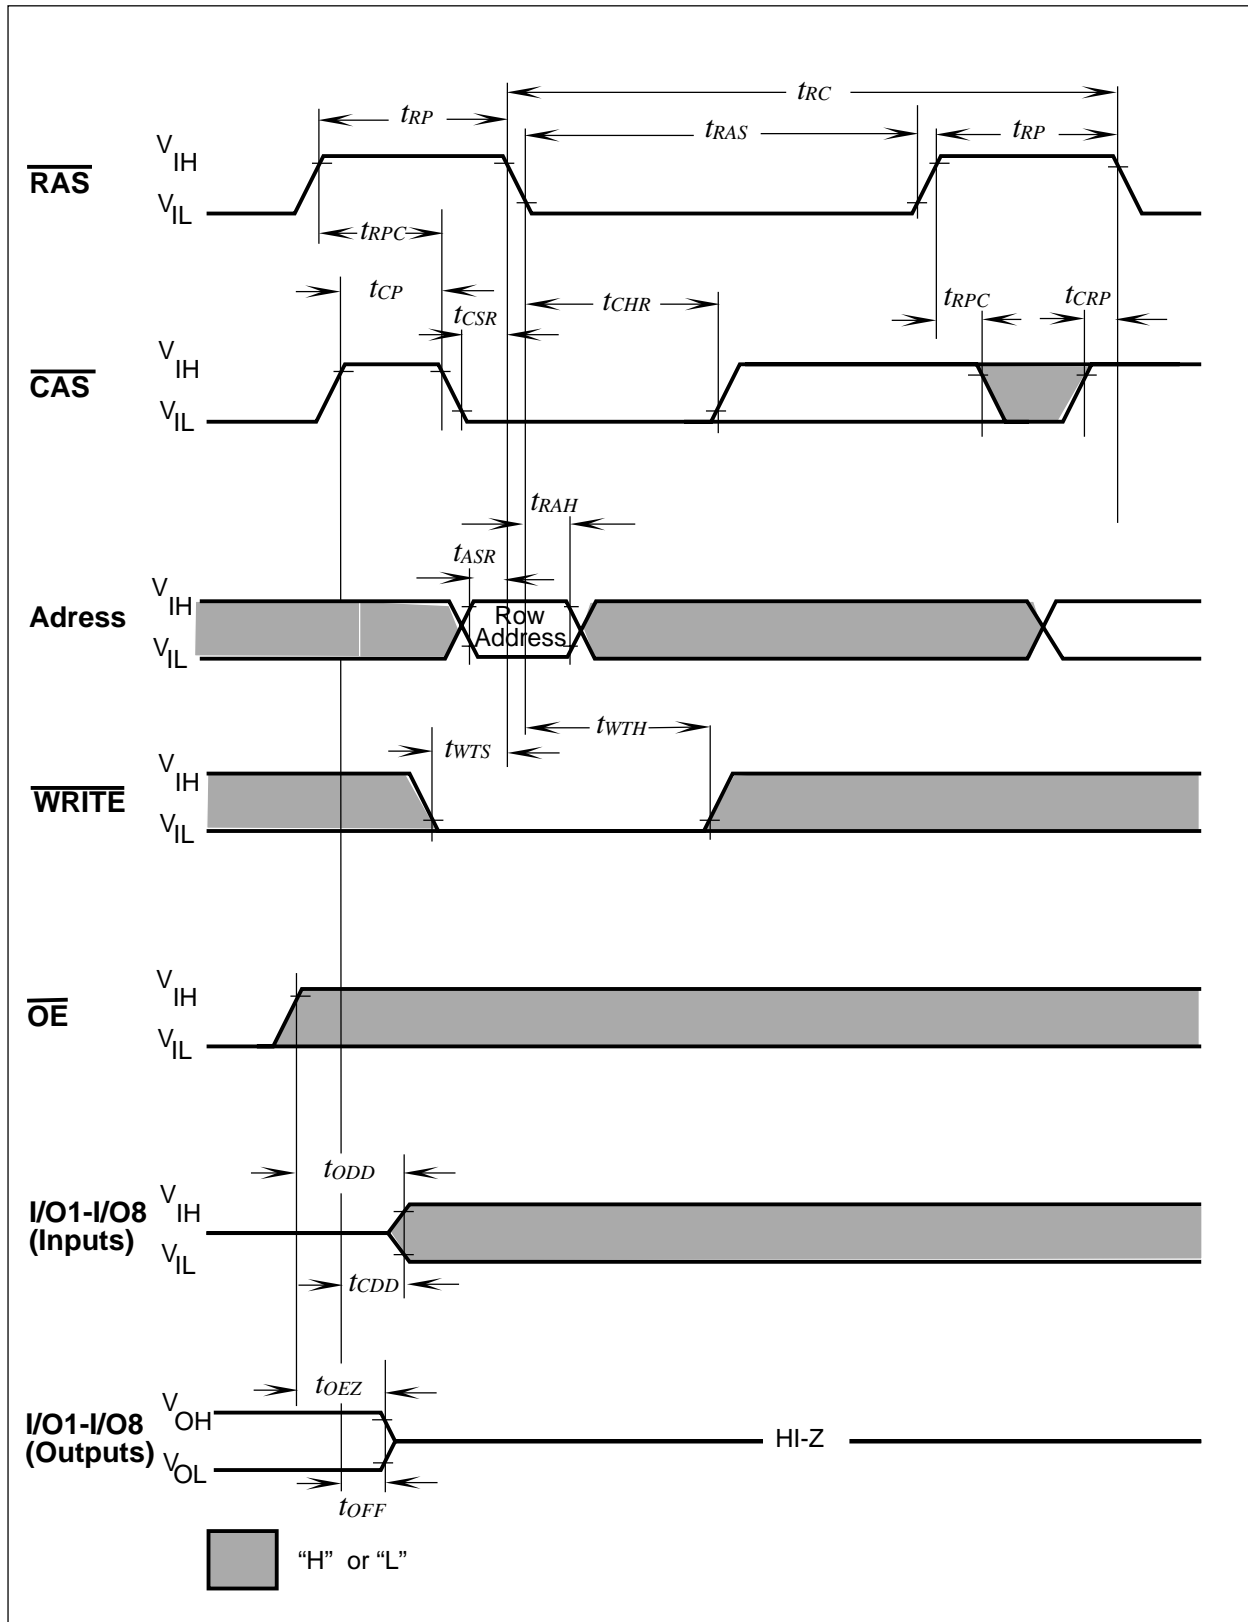 tRC
tRP
tRAS
tRP
RAS
VIH
VIL
tRPC
tCP
tCSR
tCHR
tRPC
tCRP
CAS
VIH
VIL
tRAH
tASR
Adress
VIH
VIL
Row
Address
tWTS
tWTH
WRITE
VIH
VIL
OE
VIH
VIL
tODD
I/O1-I/O8
(Inputs)
VIH
VIL
tCDD
tOEZ
I/O1-I/O8
(Outputs)
VOH
VOL
HI-Z
tOFF
“H” or “L”